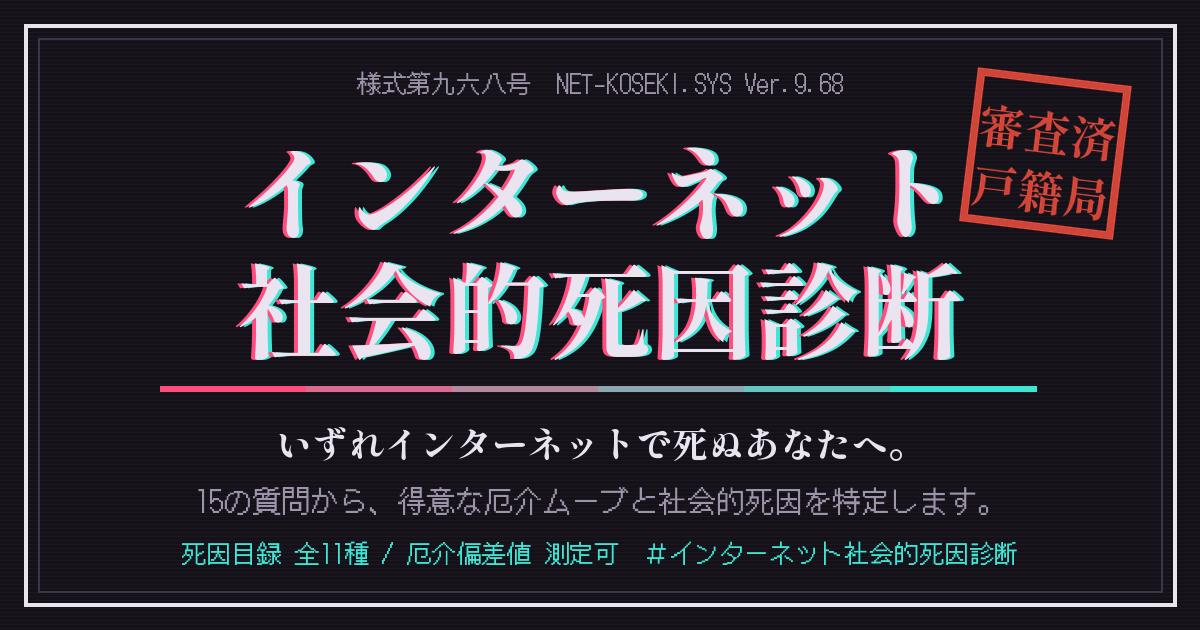 様式第九六八号 NET-KOSEKI.SYS Ver.9.68
審査済
戸籍局
インターネット
社会的死因診断
いずれインターネットで死ぬあなたへ。
15の質問から、得意な厄介ムーブと社会的死因を特定します。
死因目録 全11種 / 厄介偏差値 測定可 #インターネット社会的死因診断